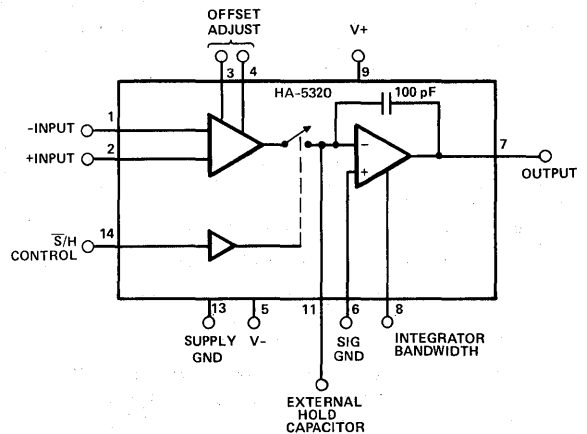 OFFSET
ADJUST
V+
3 4
9
HA-5320
100 pF
1
-INPUT
2
+INPUT
−
+
7
OUTPUT
14
S̅/H
CONTROL
13
5
11
6
8
SUPPLY
GND
V-
SIG
GND
INTEGRATOR
BANDWIDTH
EXTERNAL
HOLD
CAPACITOR